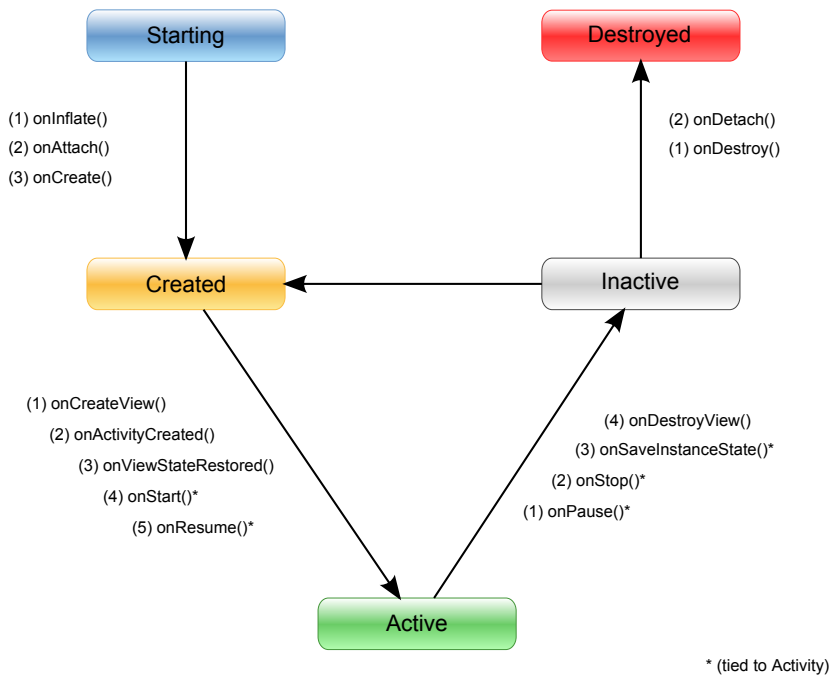 Starting
Destroyed
(1) onInflate()
(2) onAttach()
(3) onCreate()
(2) onDetach()
(1) onDestroy()
Created
Inactive
(1) onCreateView()
(2) onActivityCreated()
(3) onViewStateRestored()
(4) onStart()*
(5) onResume()*
(4) onDestroyView()
(3) onSaveInstanceState()*
(2) onStop()*
(1) onPause()*
Active
* (tied to Activity)